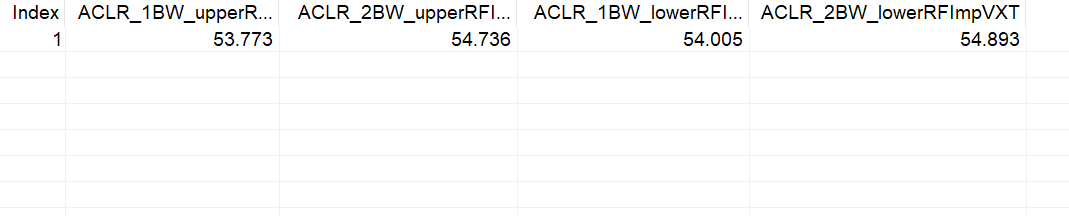 Index ACLR_1BW_upperR... ACLR_2BW_upperRFI... ACLR_1BW_lowerRFI... ACLR_2BW_lowerRFImpVXT
1 53.773 54.736 54.005 54.893